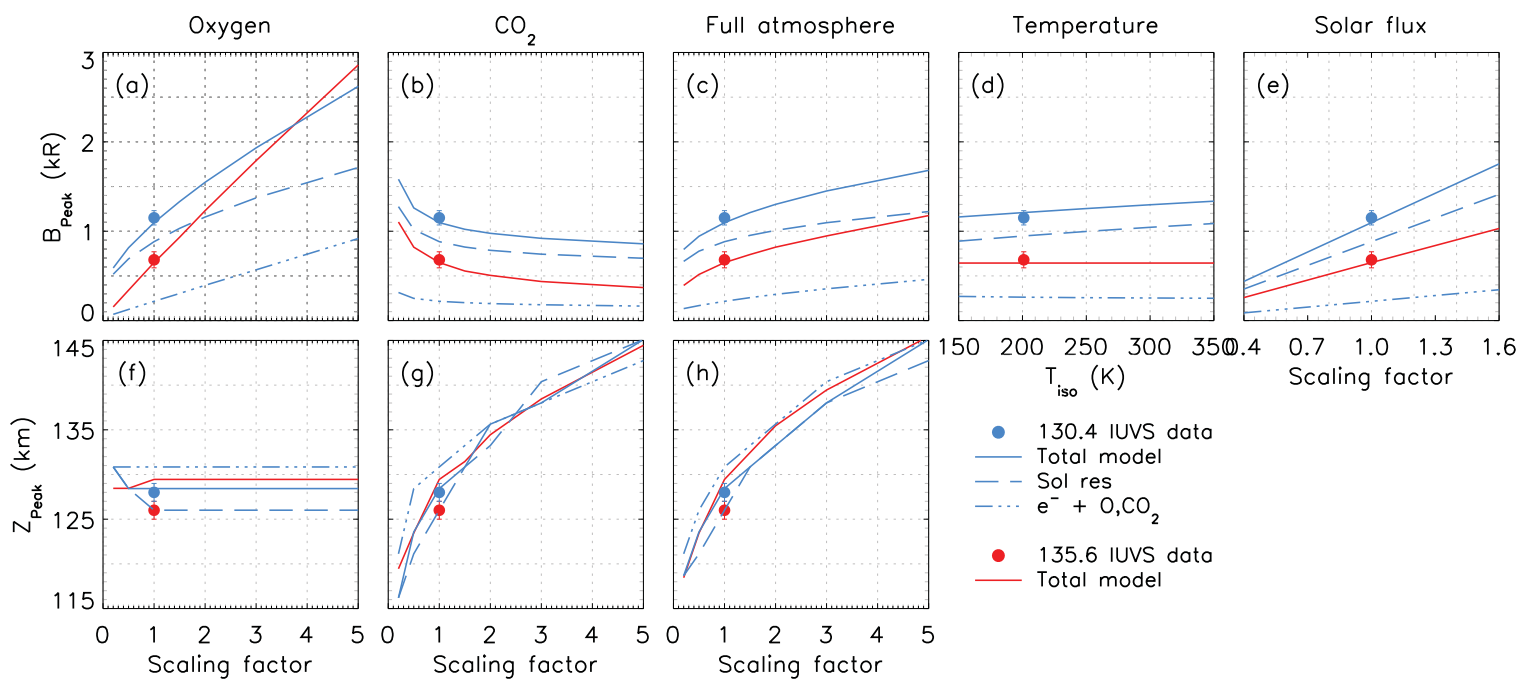 Oxygen CO2 Full atmosphere Temperature Solar flux
3 (a) (b) (c) (d) (e)
2
BPeak (kR)
1
0
145 (f) (g) (h) 150 200 250 300 350 0.4 0.7 1.0 1.3 1.6
Tiso (K) Scaling factor
135
ZPeak (km)
125
115
130.4 IUVS data
Total model
Sol res
e− + O,CO2
135.6 IUVS data
Total model
0 1 2 3 4 5 0 1 2 3 4 5 0 1 2 3 4 5
Scaling factor Scaling factor Scaling factor